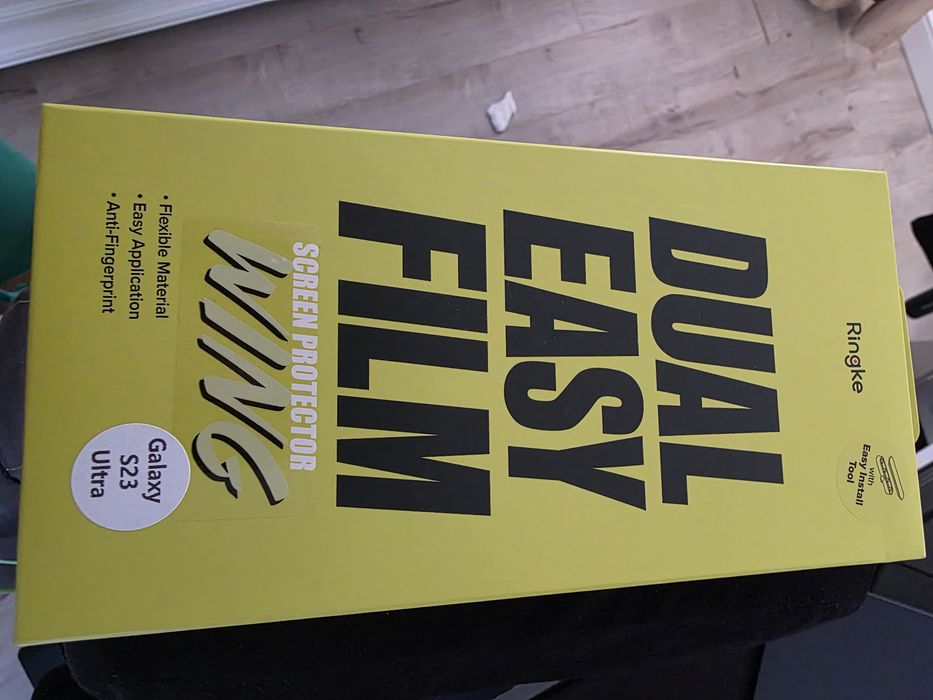 Ringke
with
Easy Install
Tool
DUAL
EASY
FILM
SCREEN PROTECTOR
WING
• Flexible Material
• Easy Application
• Anti-Fingerprint
Galaxy
S23
Ultra